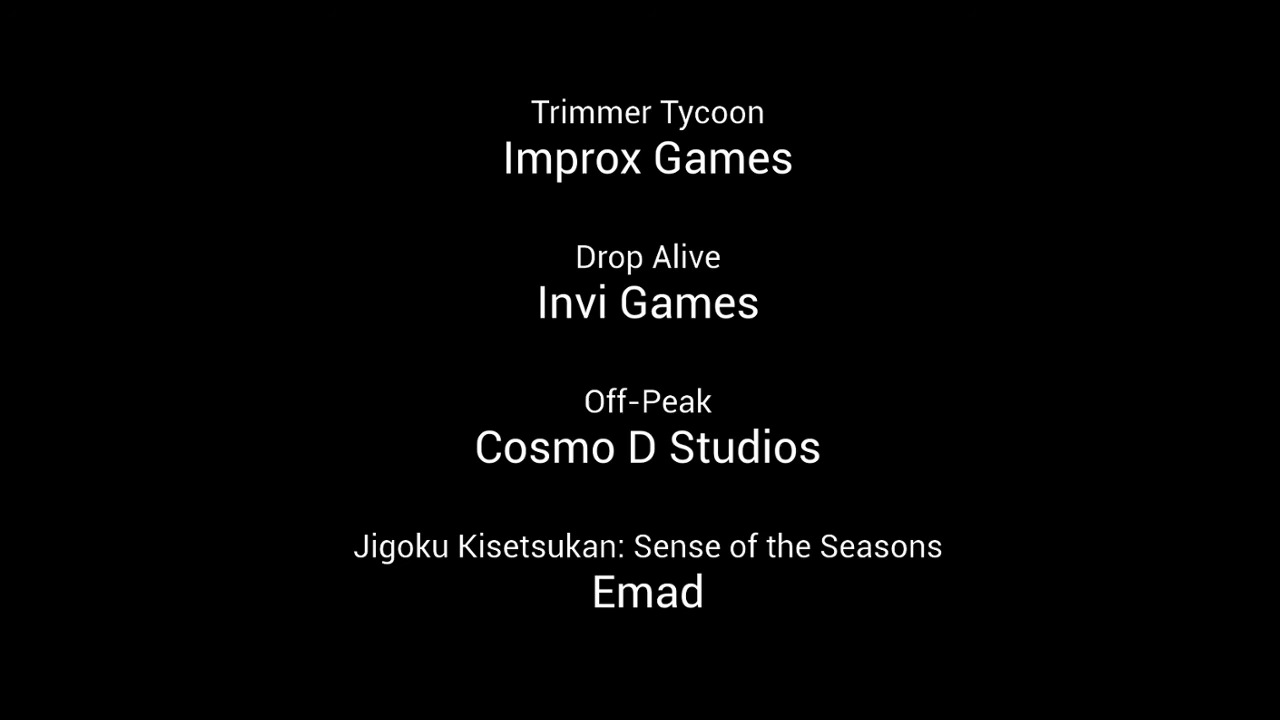 Trimmer Tycoon
Improx Games
Drop Alive
Invi Games
Off-Peak
Cosmo D Studios
Jigoku Kisetsukan: Sense of the Seasons
Emad